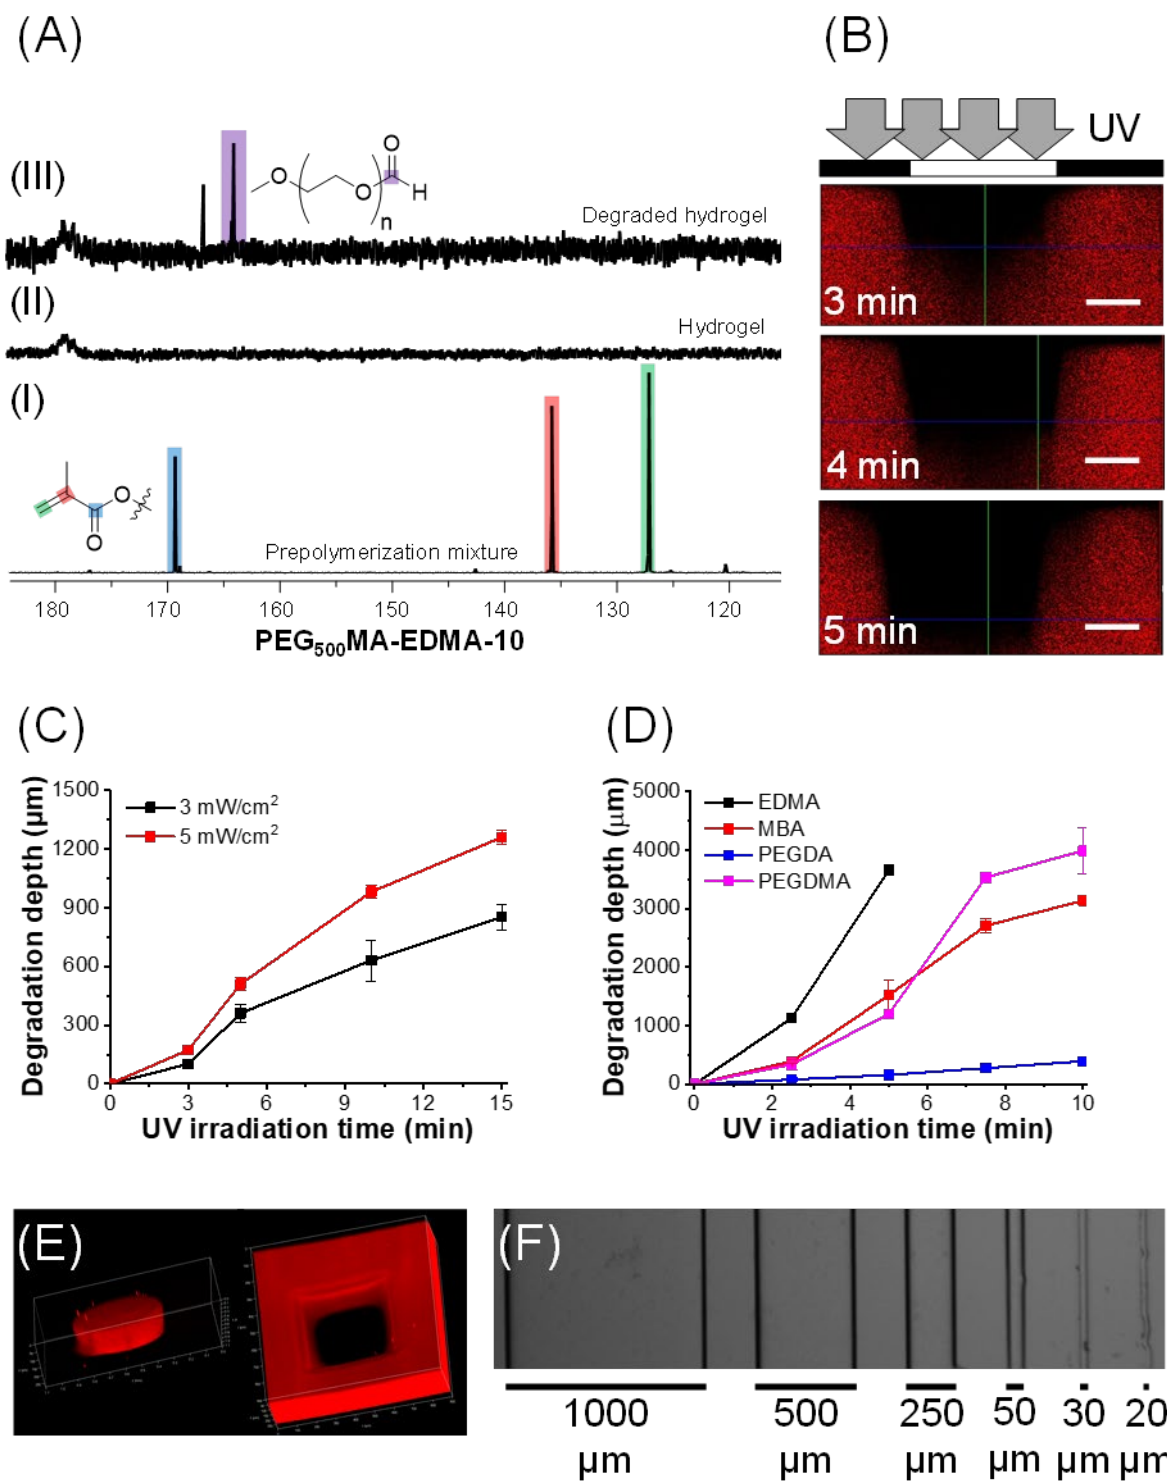 (A)
(III)
O
O
O
H
n
Degraded hydrogel
(II)
Hydrogel
(I)
O
O
Prepolymerization mixture
180 170 160 150 140 130 120
PEG₅₀₀MA-EDMA-10
(B)
UV
3 min
4 min
5 min
(C)
1500
1200
900
600
300
0
Degradation depth (μm)
3 mW/cm²
5 mW/cm²
0 3 6 9 12 15
UV irradiation time (min)
(D)
5000
4000
3000
2000
1000
0
Degradation depth (μm)
EDMA
MBA
PEGDA
PEGDMA
0 2 4 6 8 10
UV irradiation time (min)
(E)
(F)
1000 500 250 50 30 20
μm μm μm μm μm μm